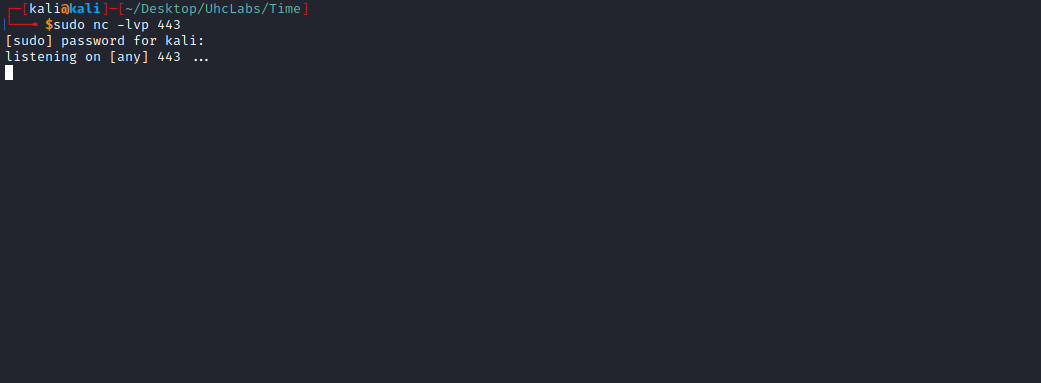 ┌─[kali@kali]─[~/Desktop/UhcLabs/Time]
└──╼ $sudo nc -lvp 443
[sudo] password for kali:
listening on [any] 443 ...